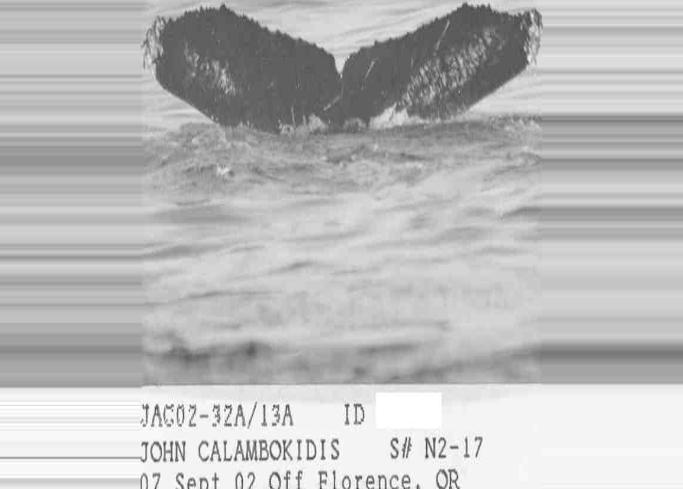 JAC02-32A/13A ID
JOHN CALAMBOKIDIS S# N2-17
07 Sept 02 Off Florence, OR